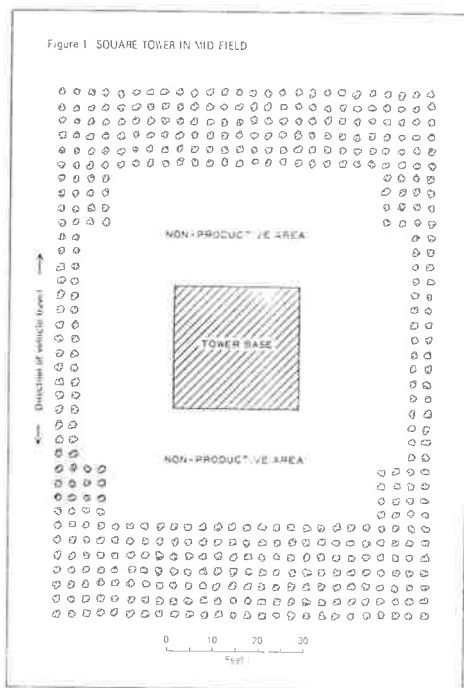 Figure 1 SQUARE TOWER IN MID FIELD
NON-PRODUCTIVE AREA
Direction of vehicle travel
TOWER BASE
NON-PRODUCTIVE AREA
0 10 20 30
Feet